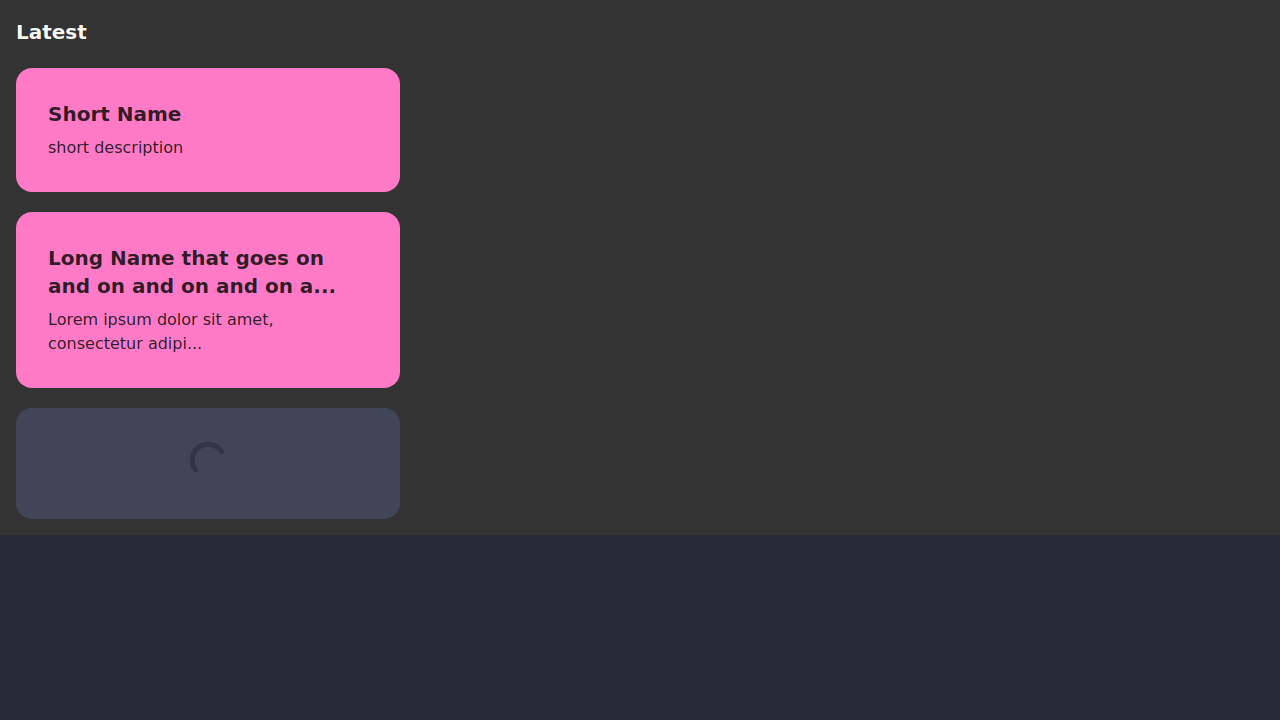 Latest
Short Name
short description
Long Name that goes on
and on and on and on a...
Lorem ipsum dolor sit amet,
consectetur adipi...